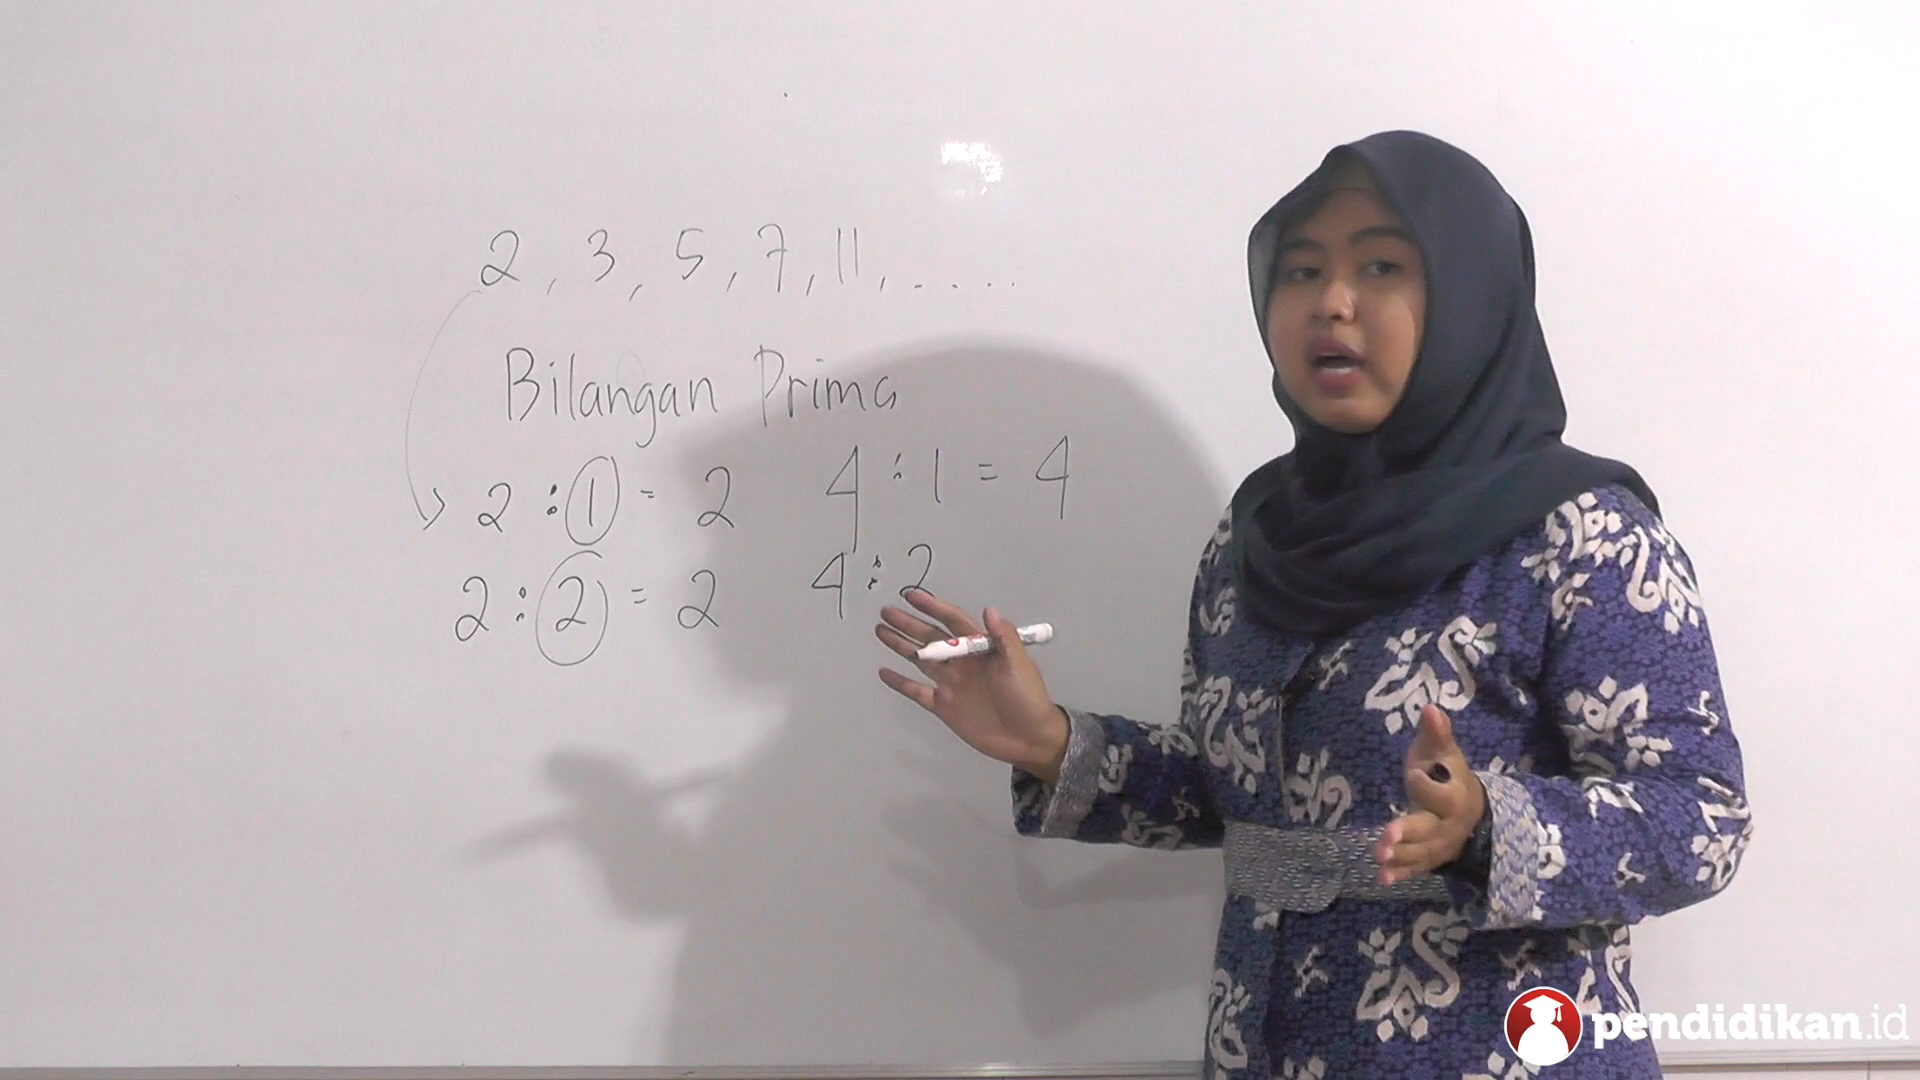 2, 3, 5, 7, 11, .....
Bilangan Prima
2 : 1 = 2
2 : 2 = 2
4 : 1 = 4
4 : 2
pendidikan.id